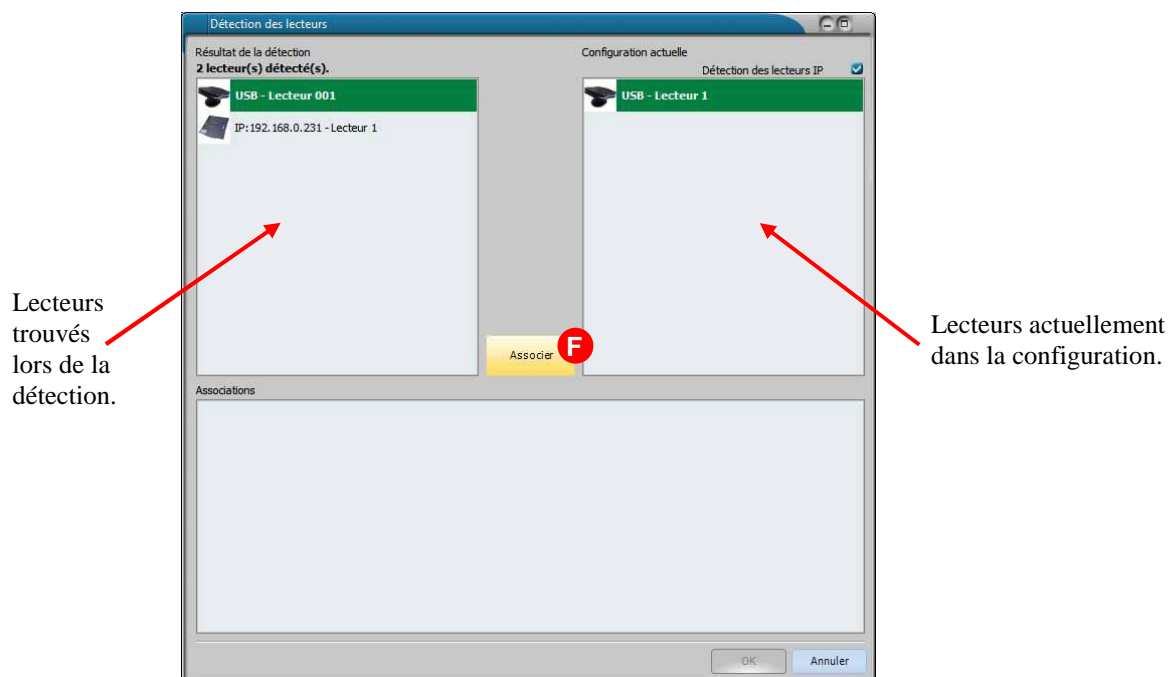 Détection des lecteurs
Résultat de la détection
2 lecteur(s) détecté(s).
USB - Lecteur 001
IP:192.168.0.231 - Lecteur 1
Configuration actuelle
Détection des lecteurs IP
USB - Lecteur 1
Lecteurs
trouvés
lors de la
détection.
Associer
F
Lecteurs actuellement
dans la configuration.
Associations
OK
Annuler